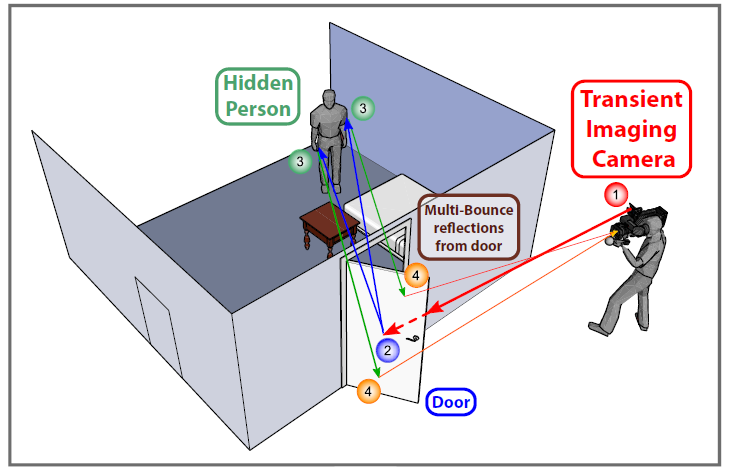 Hidden
Person
3
3
Transient
Imaging
Camera
1
Multi-Bounce
reflections
from door
4
2
4
Door